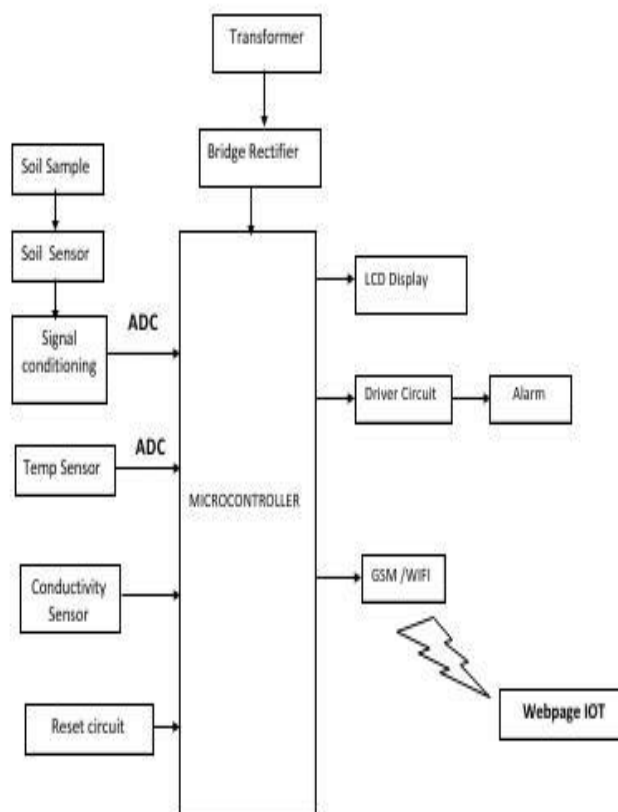 Transformer
Bridge Rectifier
Soil Sample
Soil Sensor
Signal
conditioning
ADC
Temp Sensor
ADC
Conductivity
Sensor
Reset circuit
MICROCONTROLLER
LCD Display
Driver Circuit
Alarm
GSM /WIFI
Webpage IOT